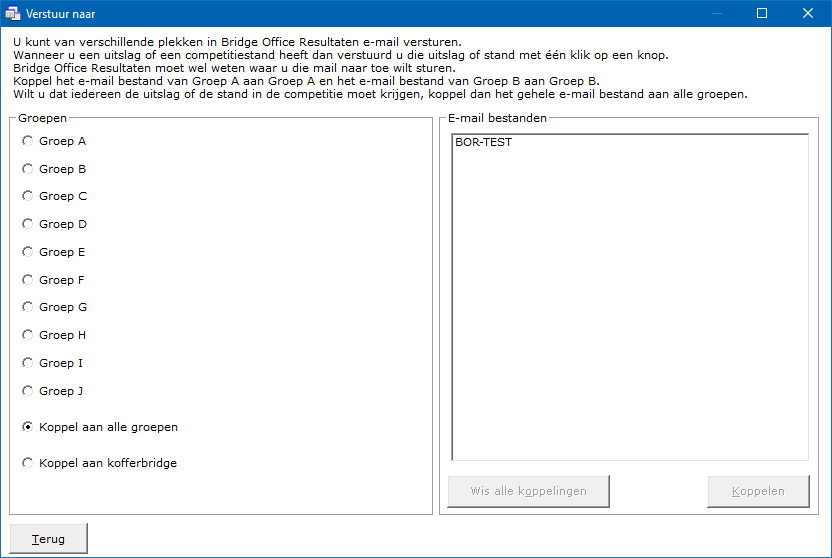 Verstuur naar
U kunt van verschillende plekken in Bridge Office Resultaten e-mail versturen.
Wanneer u een uitslag of een competitiestand heeft dan verstuurd u die uitslag of stand met één klik op een knop.
Bridge Office Resultaten moet wel weten waar u die mail naar toe wilt sturen.
Koppel het e-mail bestand van Groep A aan Groep A en het e-mail bestand van Groep B aan Groep B.
Wilt u dat iedereen de uitslag of de stand in de competitie moet krijgen, koppel dan het gehele e-mail bestand aan alle groepen.
Groepen
Groep A
Groep B
Groep C
Groep D
Groep E
Groep F
Groep G
Groep H
Groep I
Groep J
Koppel aan alle groepen
Koppel aan kofferbridge
E-mail bestanden
BOR-TEST
Wis alle koppelingen
Koppelen
Terug